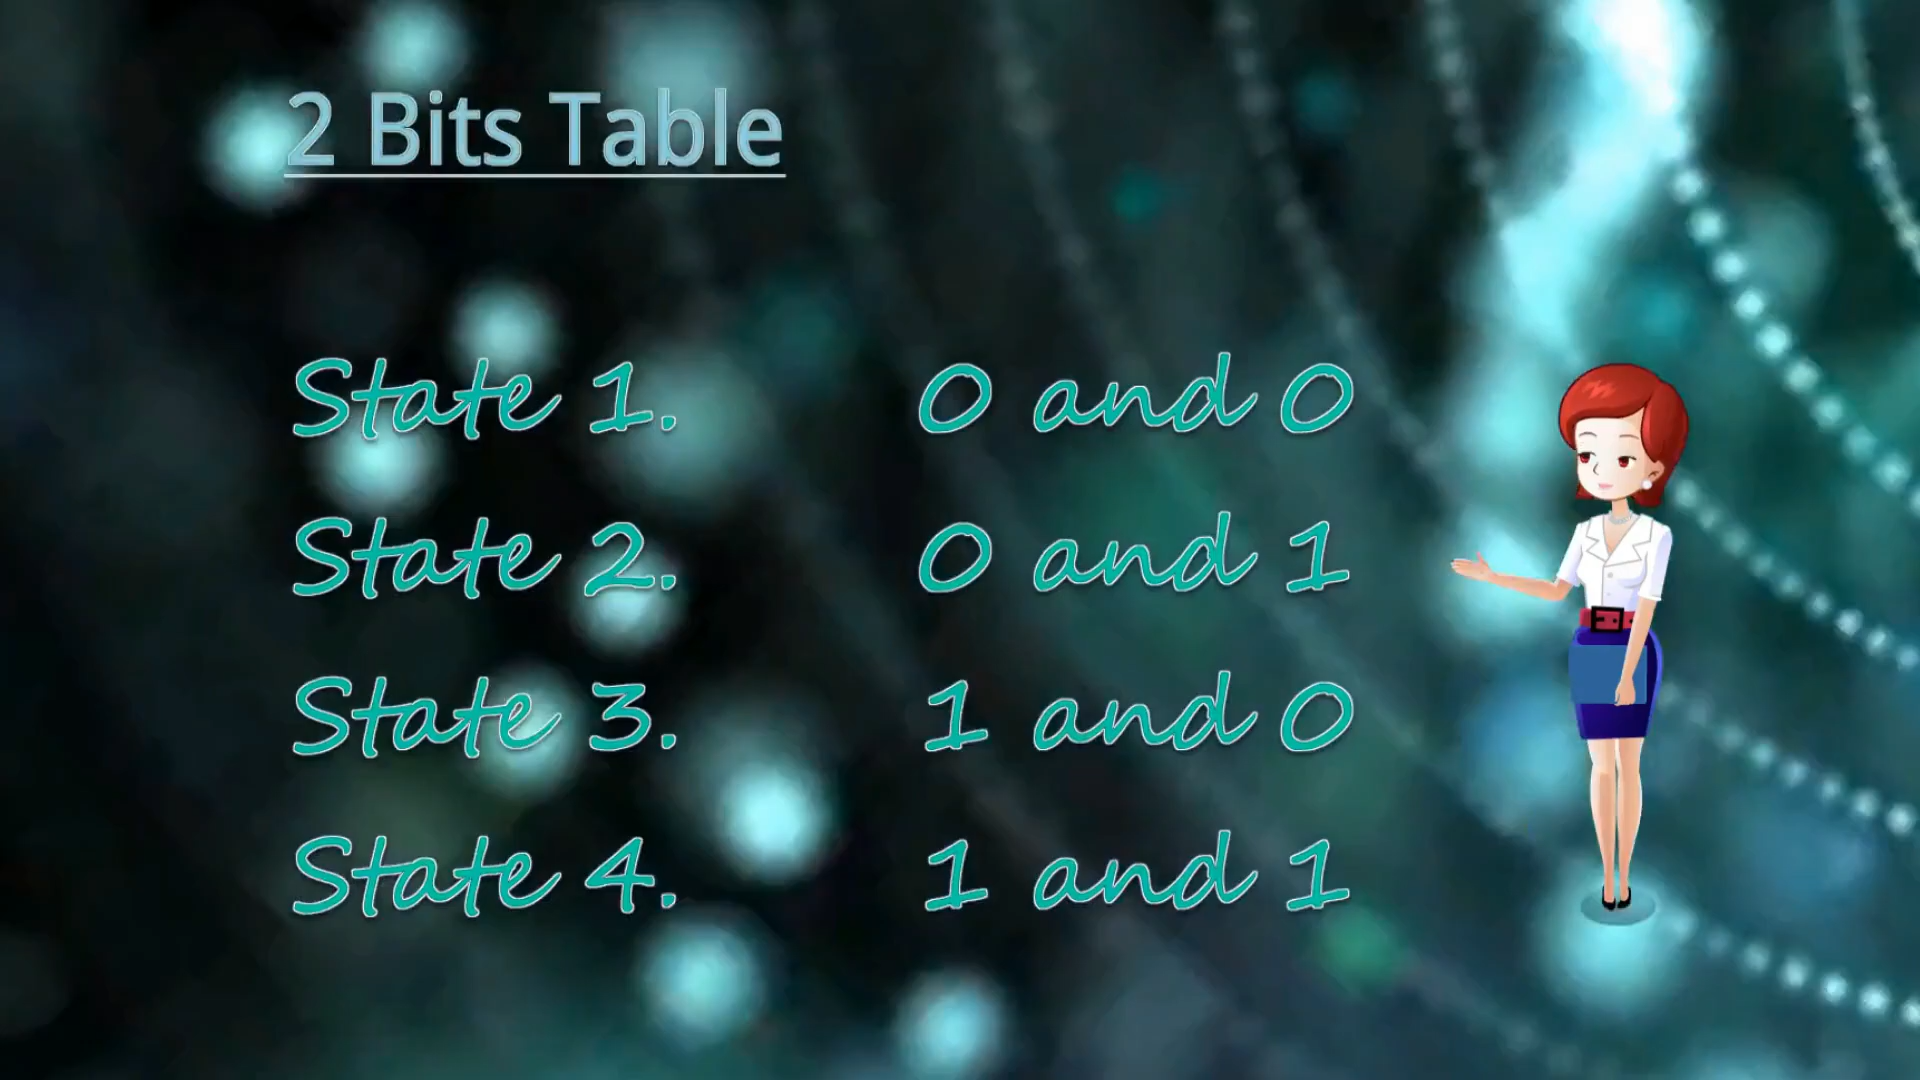 2 Bits Table
State 1. 0 and 0
State 2. 0 and 1
State 3. 1 and 0
State 4. 1 and 1